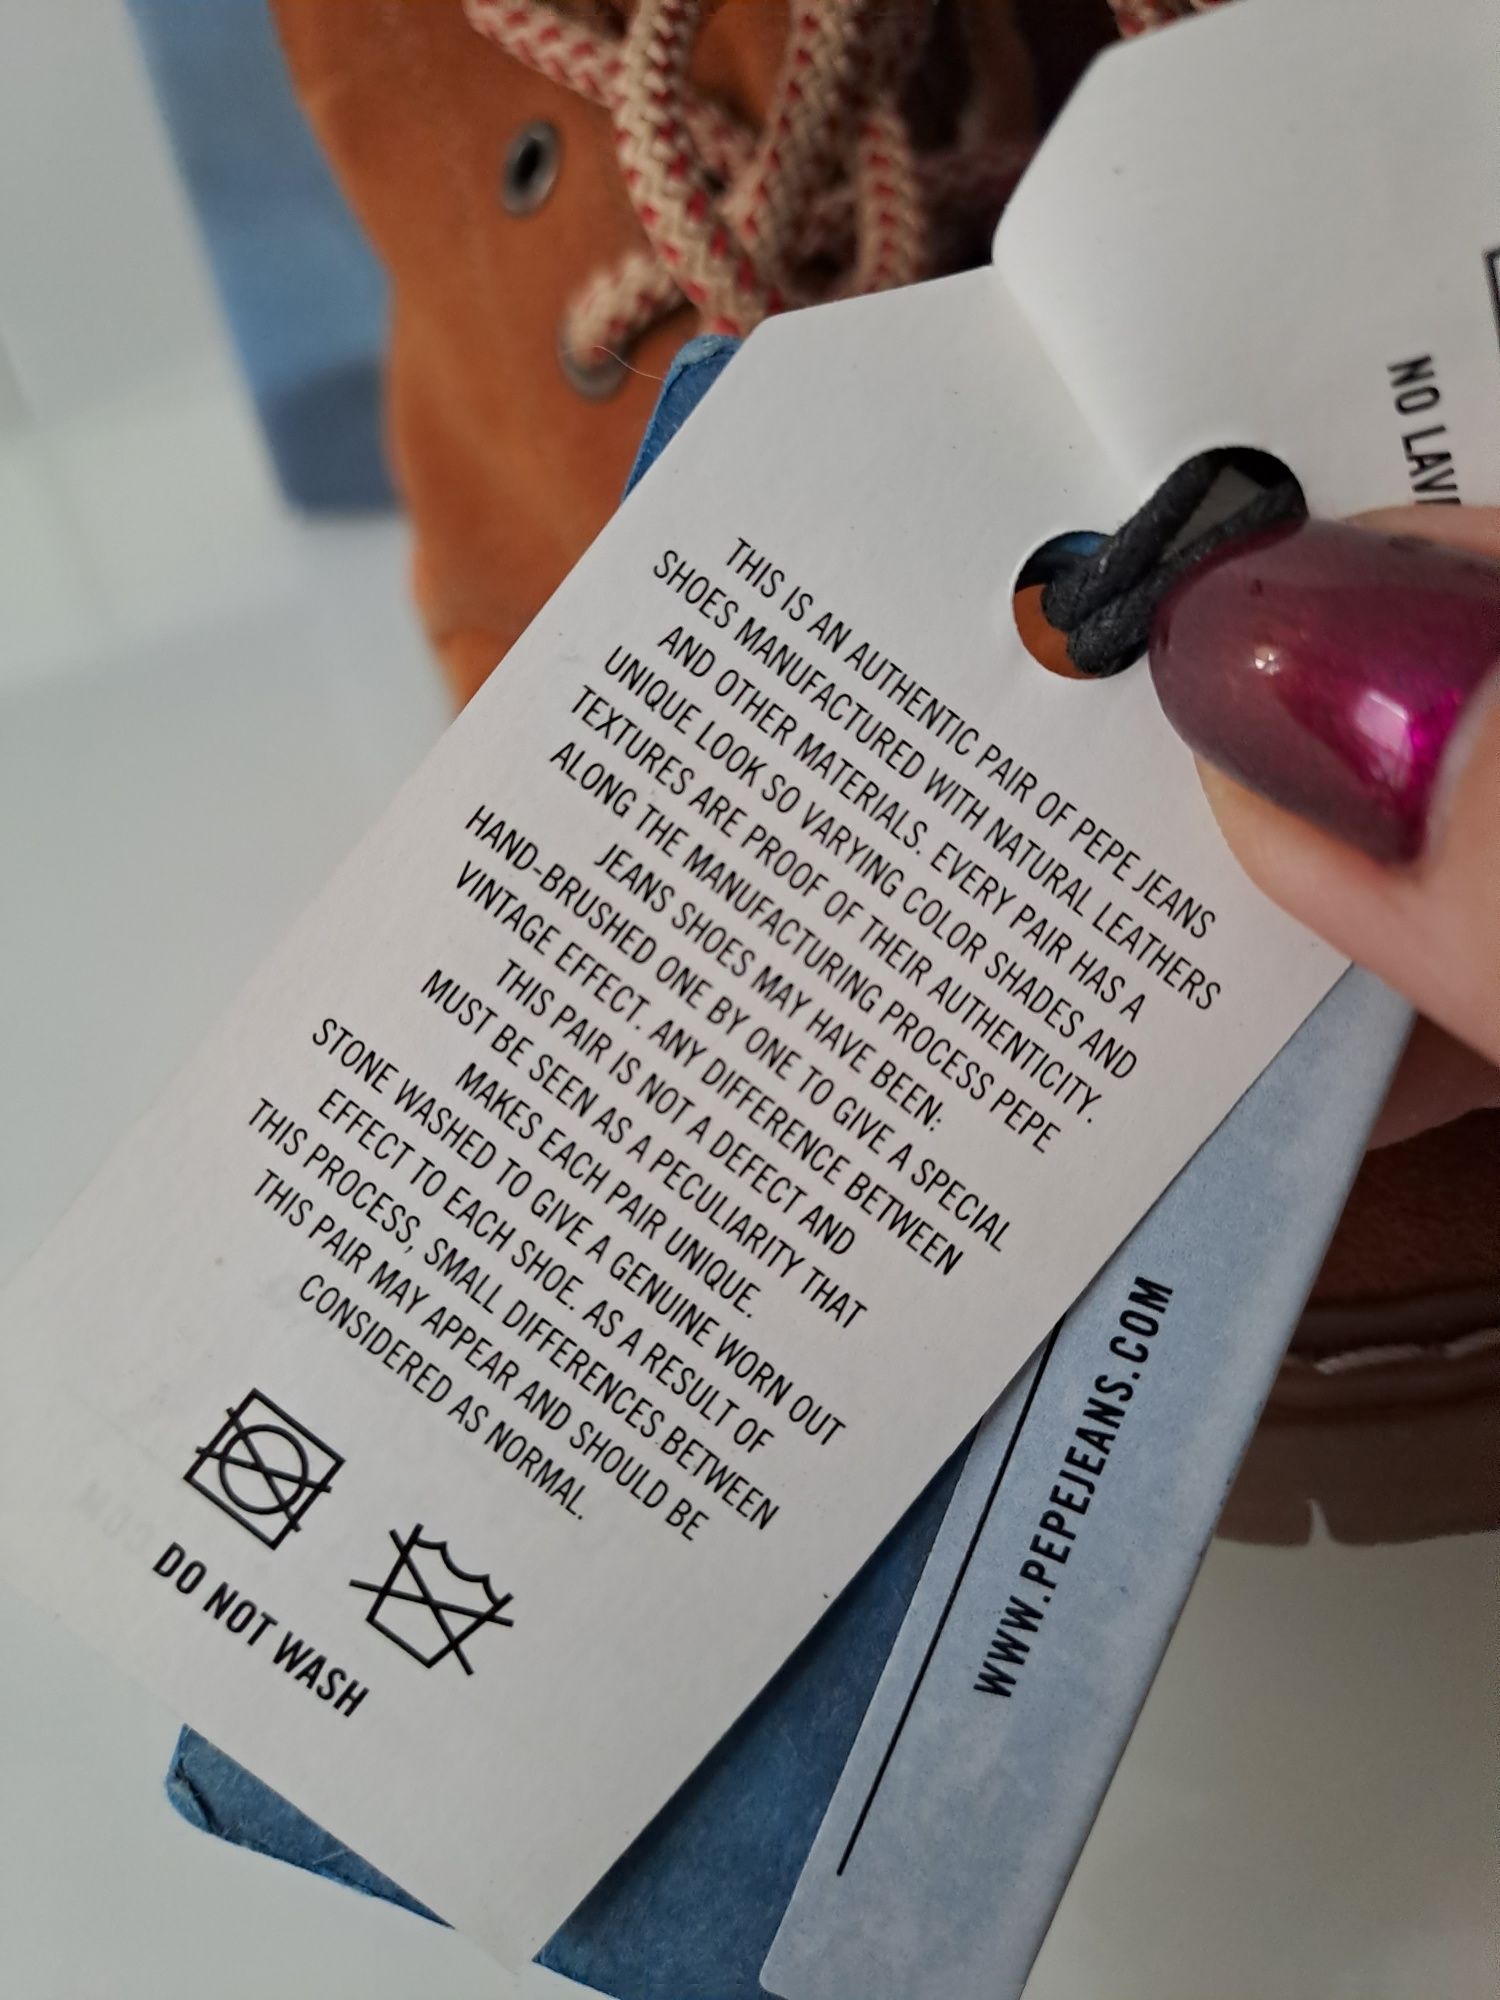 THIS IS AN AUTHENTIC PAIR OF PEPE JEANS
SHOES MANUFACTURED WITH NATURAL LEATHERS
AND OTHER MATERIALS. EVERY PAIR HAS A
UNIQUE LOOK SO VARYING COLOR SHADES AND
TEXTURES ARE PROOF OF THEIR AUTHENTICITY.
ALONG THE MANUFACTURING PROCESS PEPE
JEANS SHOES MAY HAVE BEEN:
HAND-BRUSHED ONE BY ONE TO GIVE A SPECIAL
VINTAGE EFFECT. ANY DIFFERENCE BETWEEN
THIS PAIR IS NOT A DEFECT AND
MUST BE SEEN AS A PECULIARITY THAT
MAKES EACH PAIR UNIQUE.
STONE WASHED TO GIVE A GENUINE WORN OUT
EFFECT TO EACH SHOE. AS A RESULT OF
THIS PROCESS, SMALL DIFFERENCES BETWEEN
THIS PAIR MAY APPEAR AND SHOULD BE
CONSIDERED AS NORMAL.
DO NOT WASH
WWW.PEPEJEANS.COM
NO